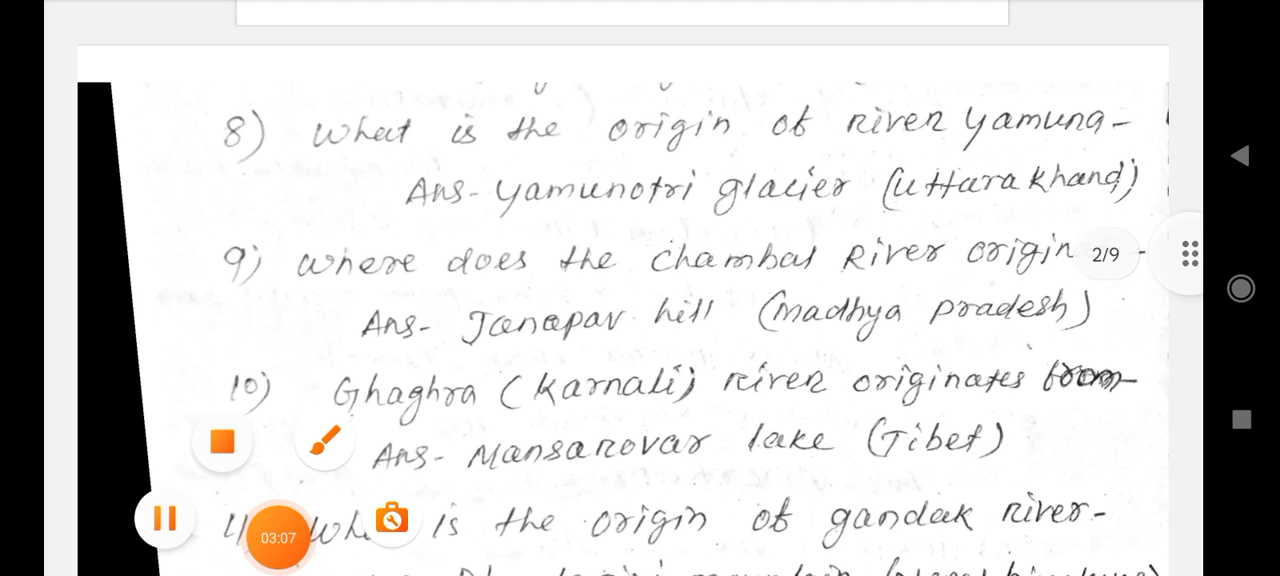 8) What is the origin of river Yamuna-
Ans- Yamunotri glacier (Uttarakhand)
9) Where does the Chambal River origin -
2/9
Ans- Janapav hill (Madhya Pradesh)
10) Ghaghra (Karnali) river originates from-
Ans- Mansarovar lake (Tibet)
is the origin of gandak river-
03:07